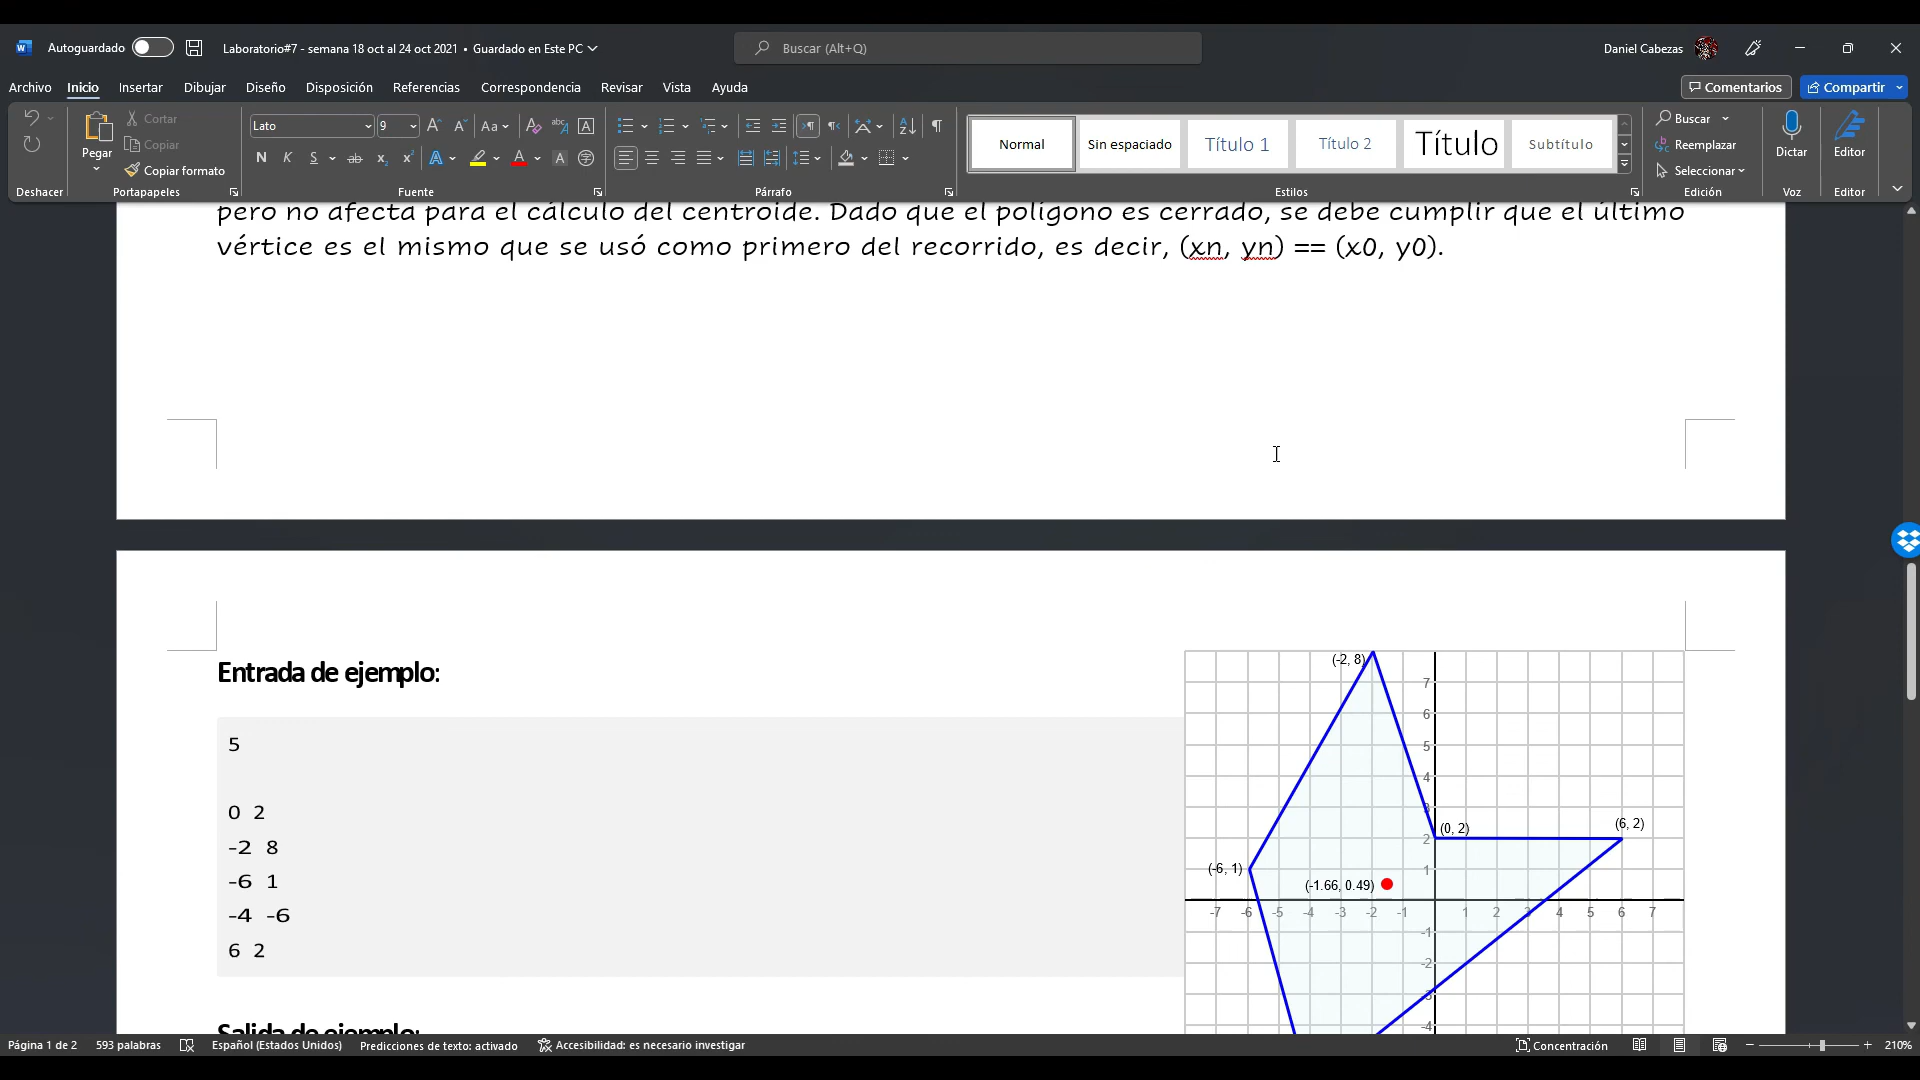 Autoguardado
Laboratorio#7 - semana 18 oct al 24 oct 2021 • Guardado en Este PC
Buscar (Alt+Q)
Daniel Cabezas
Archivo Inicio Insertar Dibujar Diseño Disposición Referencias Correspondencia Revisar Vista Ayuda
Comentarios
Compartir
Deshacer
Pegar
Cortar
Copiar
Copiar formato
Portapapeles
Lato
9
Aa
N K S ab x₂ x² A A A
Fuente
Párrafo
Normal
Sin espaciado
Título 1
Título 2
Título
Subtítulo
Estilos
Buscar
Reemplazar
Seleccionar
Edición
Dictar
Voz
Editor
Editor
pero no afecta para el cálculo del centroide. Dado que el polígono es cerrado, se debe cumplir que el último
vértice es el mismo que se usó como primero del recorrido, es decir, (xn, yn) == (x0, y0).
Entrada de ejemplo:
5
0 2
-2 8
-6 1
-4 -6
6 2
Salida de ejemplo:
(-2, 8)
7
6
5
4
3
(0, 2)
(6, 2)
2
(-6, 1)
1
(-1.66, 0.49)
-7 -6 -5 -4 -3 -2 -1 1 2 3 4 5 6 7
-1
-2
-3
-4
Página 1 de 2
593 palabras
Español (Estados Unidos)
Predicciones de texto: activado
Accesibilidad: es necesario investigar
Concentración
210%